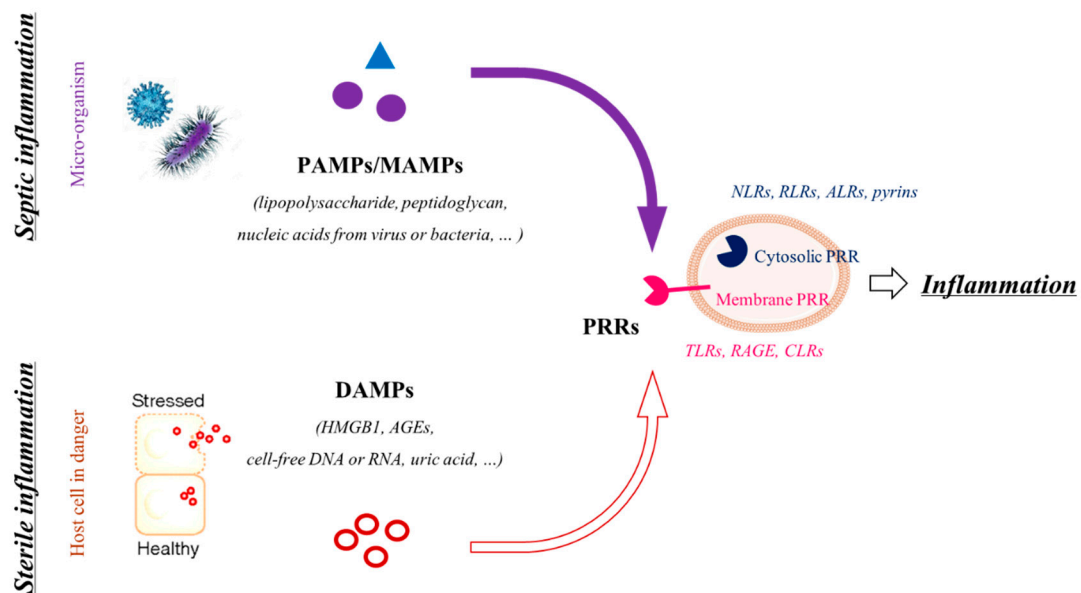 Septic inflammation
Micro-organism
PAMPs/MAMPs
(lipopolysaccharide, peptidoglycan,
nucleic acids from virus or bacteria, ... )
NLRs, RLRs, ALRs, pyrins
Cytosolic PRR
Membrane PRR
PRRs
TLRs, RAGE, CLRs
Inflammation
Sterile inflammation
Host cell in danger
Stressed
Healthy
DAMPs
(HMGB1, AGEs,
cell-free DNA or RNA, uric acid, ...)